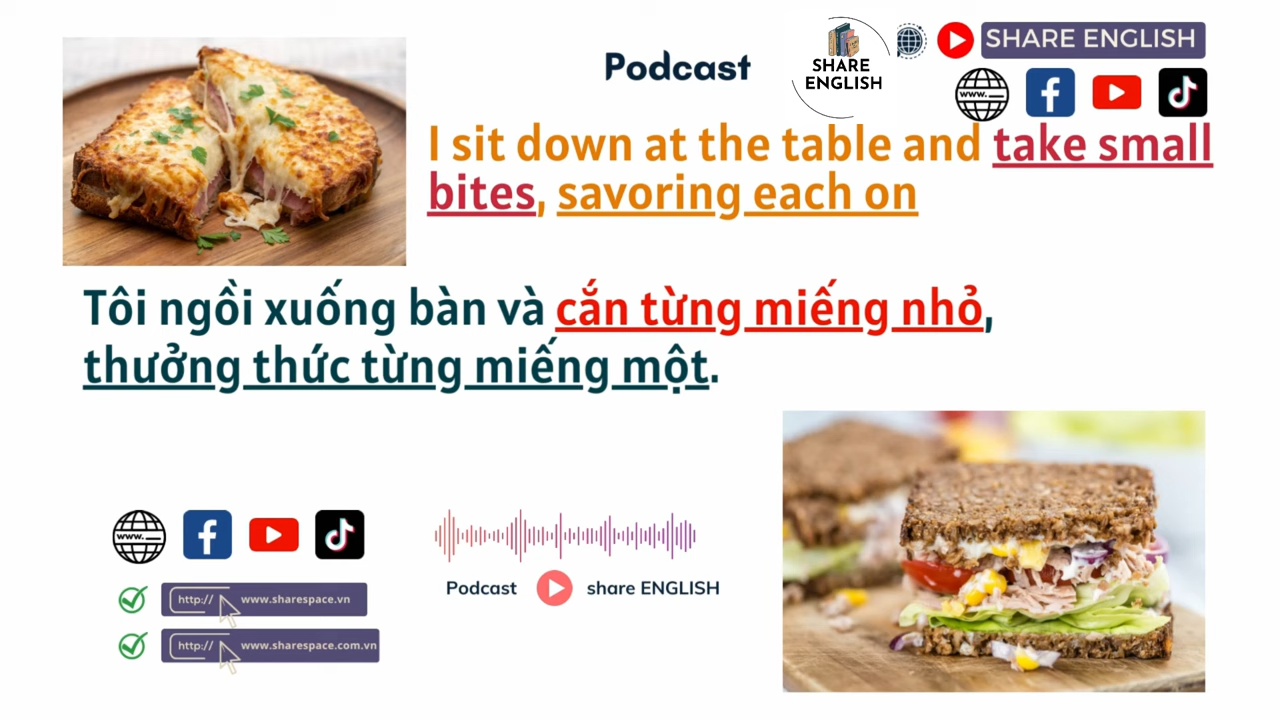 Podcast
SHARE
ENGLISH
SHARE ENGLISH
www.
I sit down at the table and take small
bites, savoring each on
Tôi ngồi xuống bàn và cắn từng miếng nhỏ,
thưởng thức từng miếng một.
www.
Podcast share ENGLISH
http:// www.sharespace.vn
http:// www.sharespace.com.vn